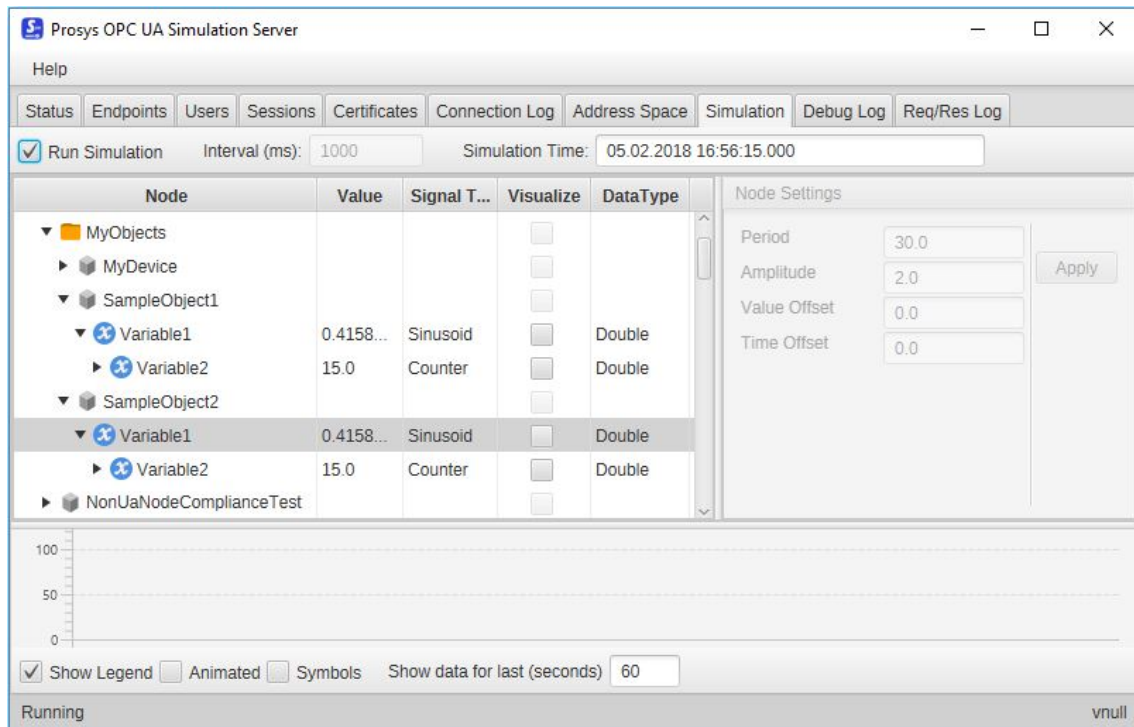 Prosys OPC UA Simulation Server
Help
Status Endpoints Users Sessions Certificates Connection Log Address Space Simulation Debug Log Req/Res Log
Run Simulation Interval (ms): 1000 Simulation Time: 05.02.2018 16:56:15.000
Node Value Signal T... Visualize DataType Node Settings
MyObjects
MyDevice
SampleObject1
Variable1 0.4158... Sinusoid Double
Variable2 15.0 Counter Double
SampleObject2
Variable1 0.4158... Sinusoid Double
Variable2 15.0 Counter Double
NonUaNodeComplianceTest
Period 30.0
Amplitude 2.0
Apply
Value Offset 0.0
Time Offset 0.0
100
50
0
Show Legend Animated Symbols Show data for last (seconds) 60
Running vnull